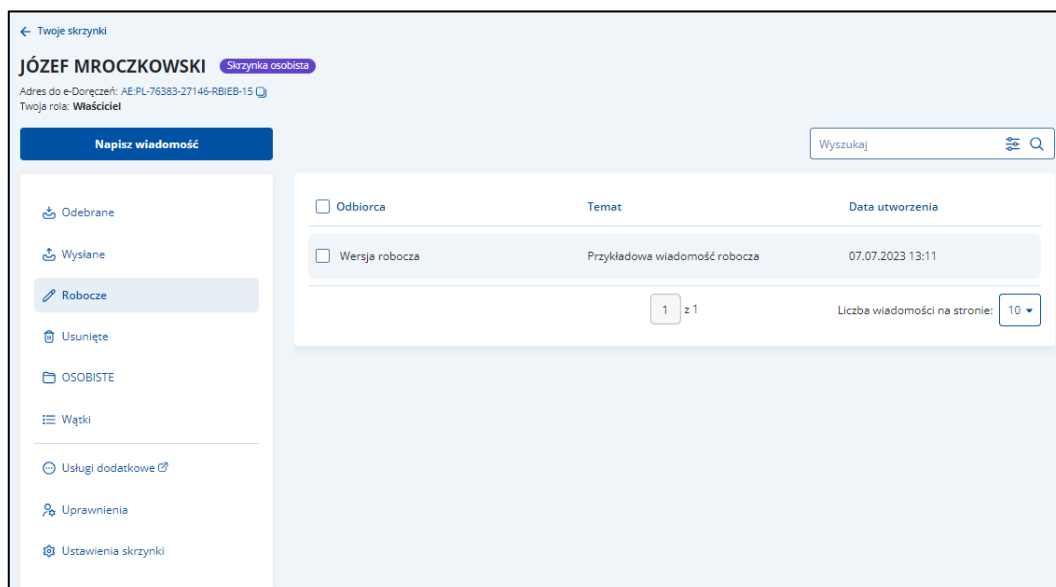 Twoje skrzynki
JÓZEF MROCZKOWSKI Skrzynka osobista
Adres do e-Doręczeń: AE:PL-76383-27146-RBIEB-15
Twoja rola: Właściciel
Napisz wiadomość
Wyszukaj
Odebrane
Wysłane
Robocze
Usunięte
OSOBISTE
Wątki
Usługi dodatkowe
Uprawnienia
Ustawienia skrzynki
Odbiorca Temat Data utworzenia
Wersja robocza Przykładowa wiadomość robocza 07.07.2023 13:11
1 z 1 Liczba wiadomości na stronie: 10